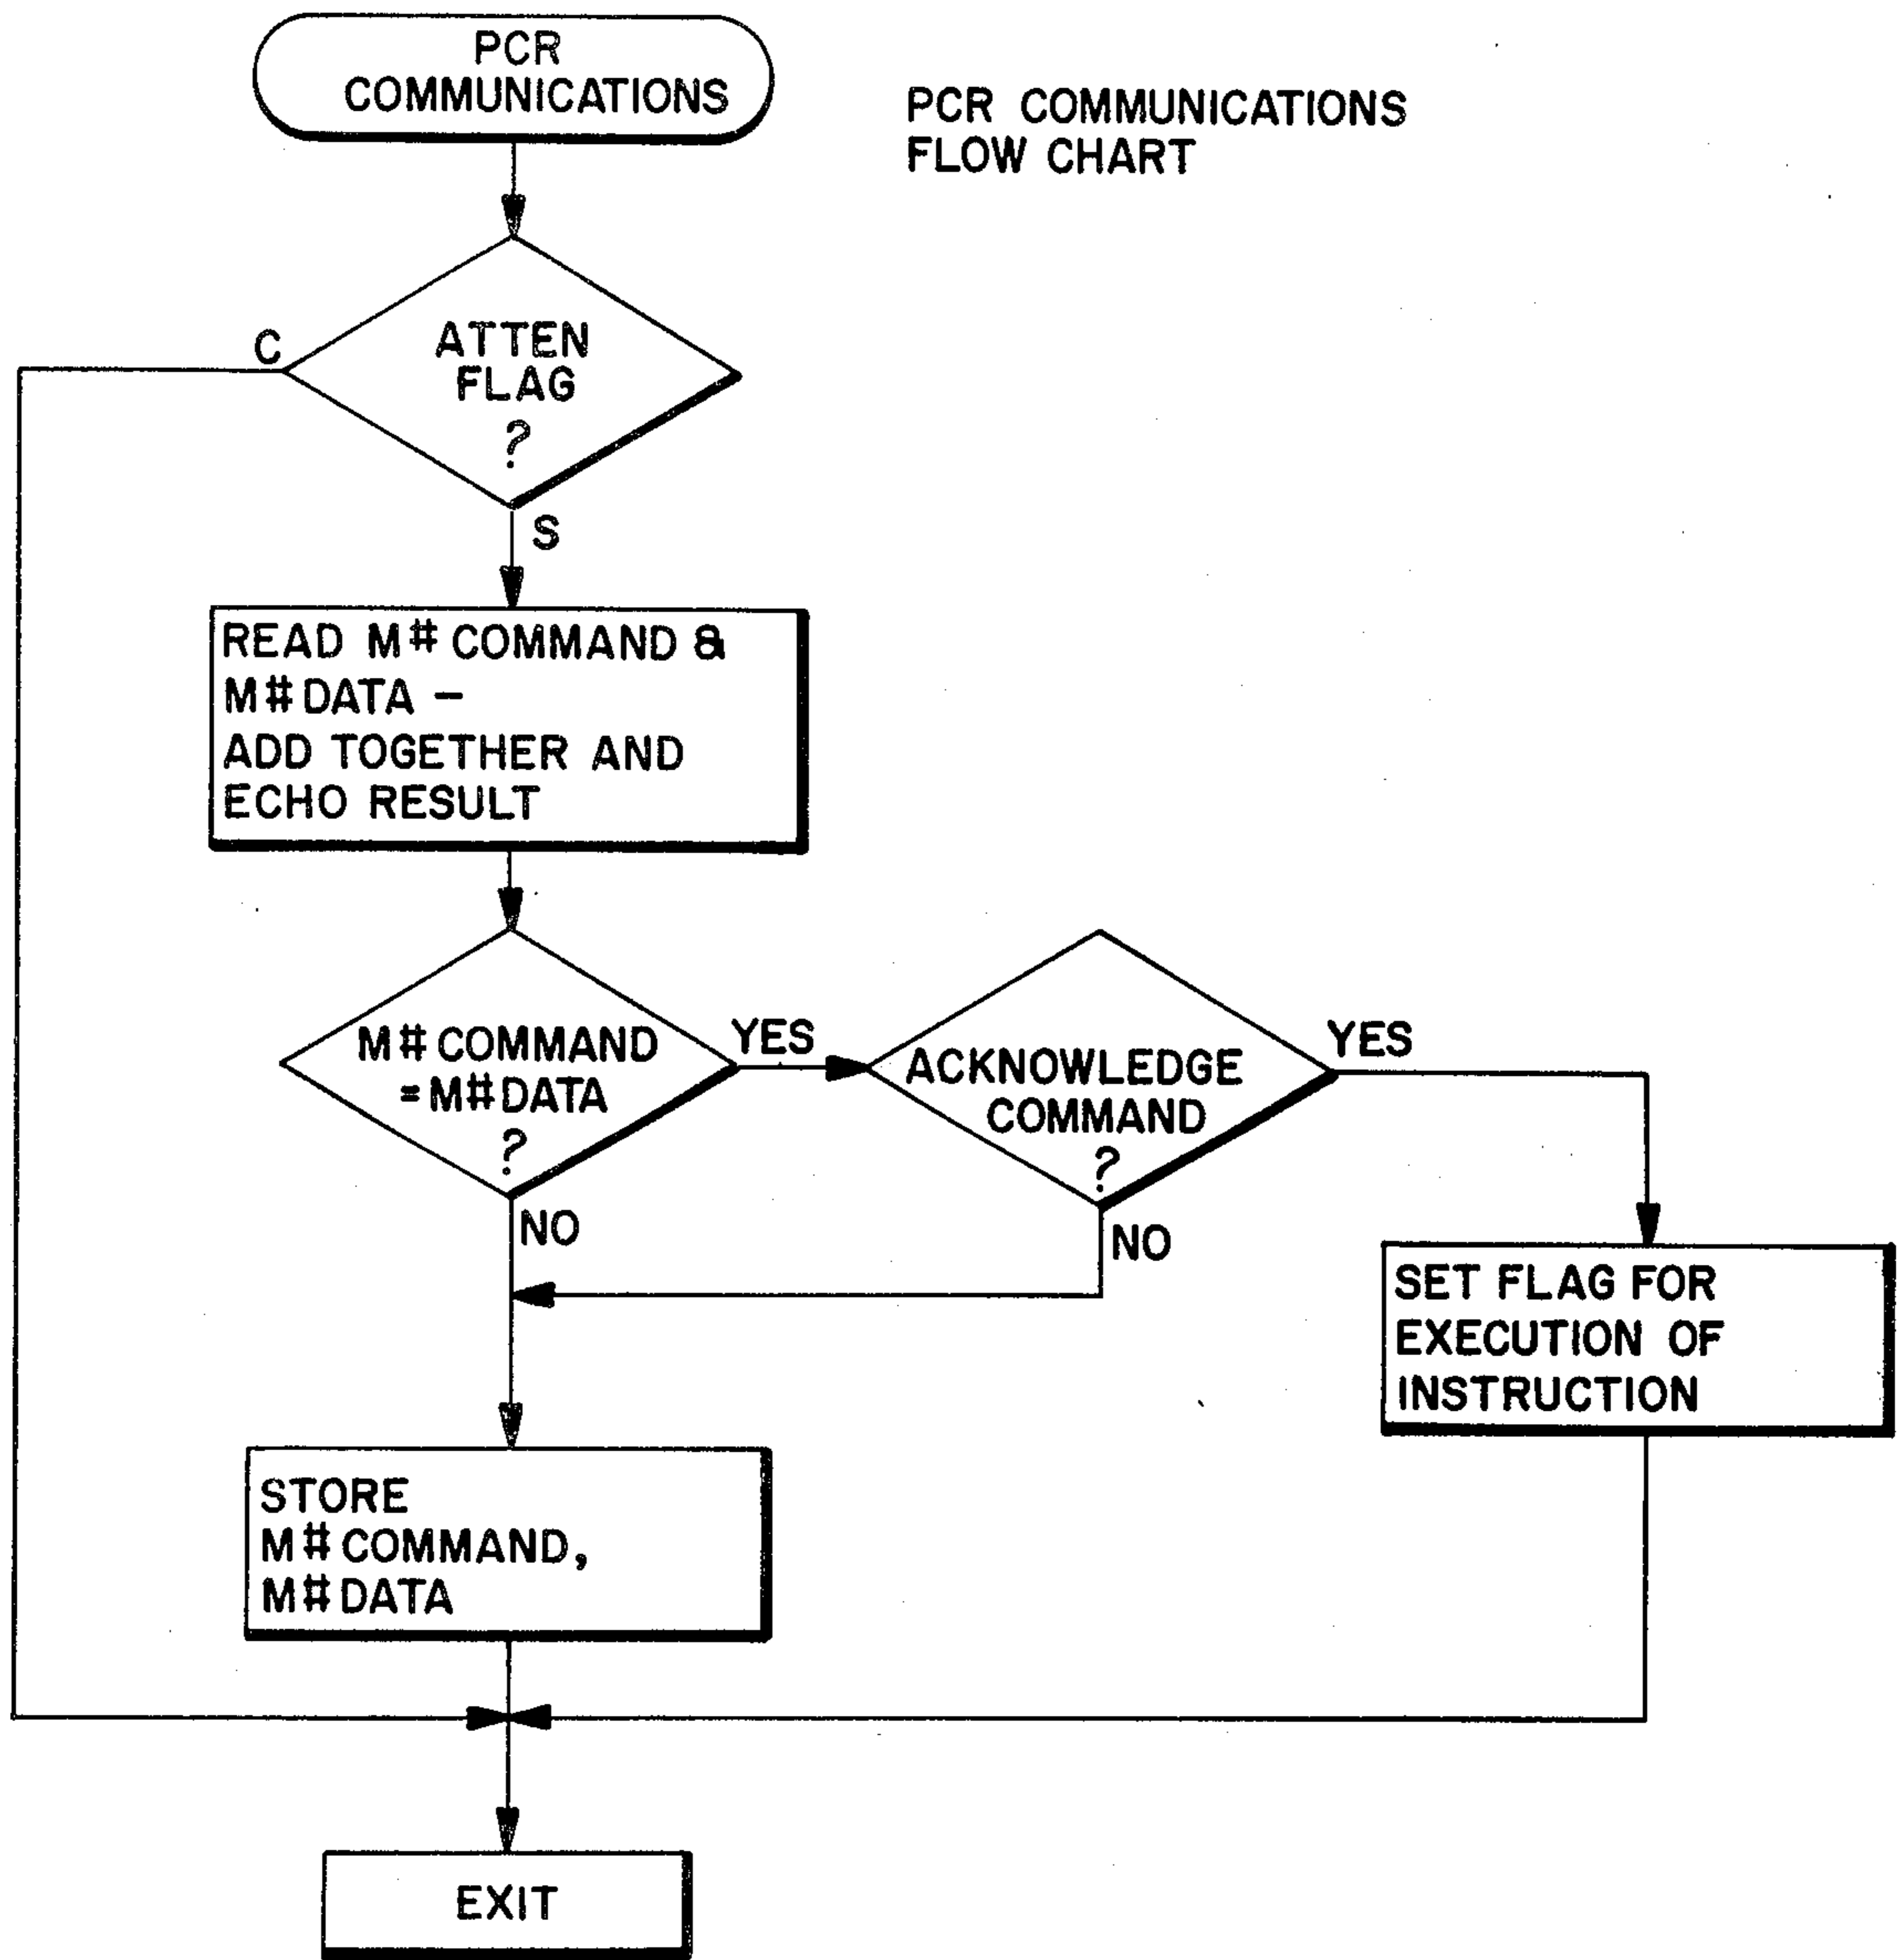 PCR
COMMUNICATIONS
PCR COMMUNICATIONS
FLOW CHART
C
ATTEN
FLAG
?
S
READ M# COMMAND &
M# DATA –
ADD TOGETHER AND
ECHO RESULT
M# COMMAND
= M# DATA
?
YES
NO
ACKNOWLEDGE
COMMAND
?
YES
NO
SET FLAG FOR
EXECUTION OF
INSTRUCTION
STORE
M# COMMAND,
M# DATA
EXIT